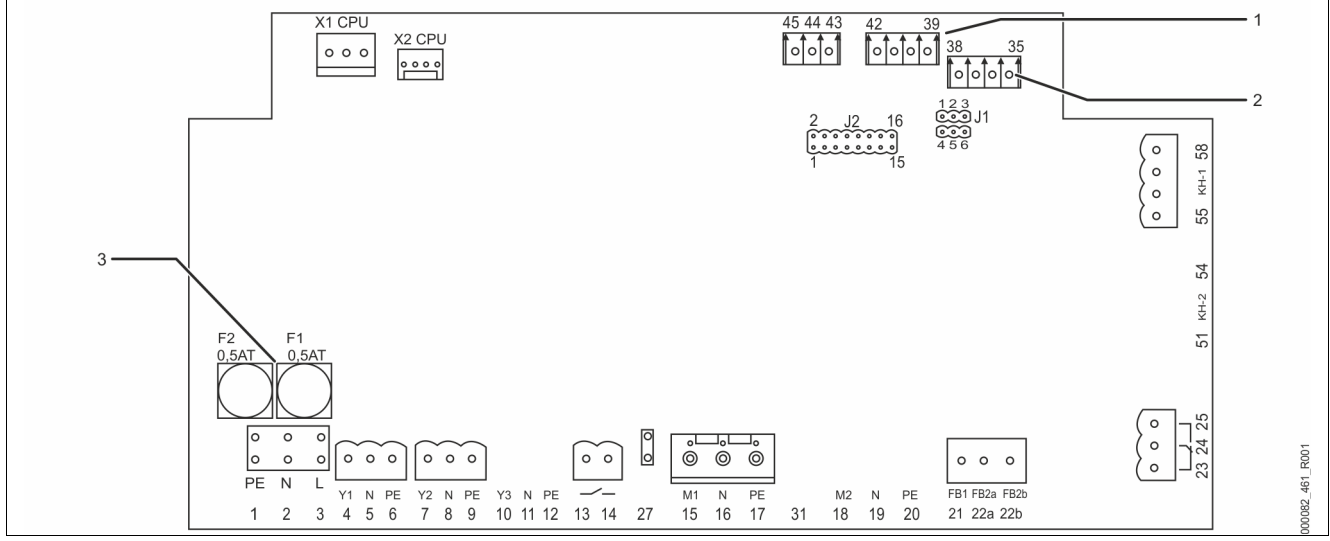 X1 CPU
X2 CPU
45 44 43
42 39
1
38 35
2
1 2 3
J1
4 5 6
2 J2 16
1 15
58
KH-1
55
54
KH-2
51
3
F2 F1
0,5AT 0,5AT
25
24
23
PE N L
Y1 N PE Y2 N PE Y3 N PE M1 N PE M2 N PE FB1 FB2a FB2b
1 2 3 4 5 6 7 8 9 10 11 12 13 14 27 15 16 17 31 18 19 20 21 22a 22b
000082_461_R001